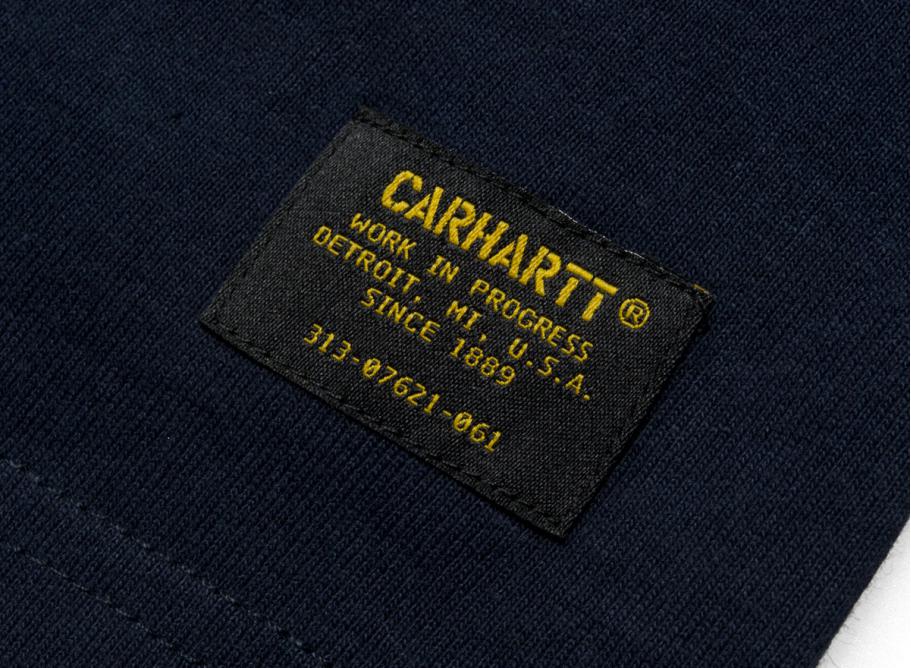 CARHARTT®
WORK IN PROGRESS
DETROIT, MI, U.S.A.
SINCE 1889
313-07621-061